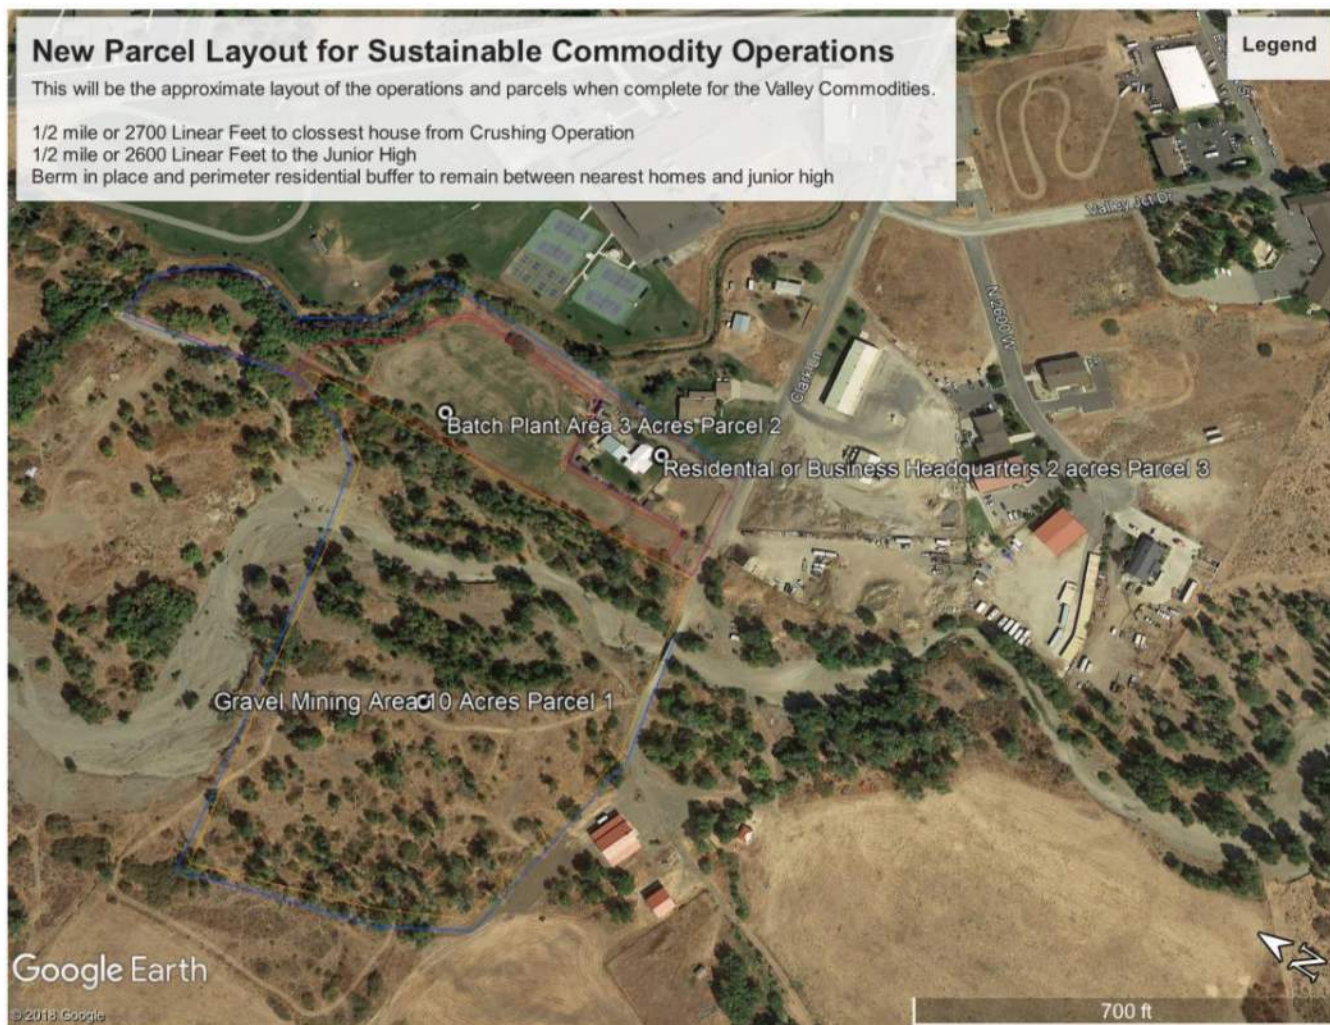 New Parcel Layout for Sustainable Commodity Operations
This will be the approximate layout of the operations and parcels when complete for the Valley Commodities.
1/2 mile or 2700 Linear Feet to clossest house from Crushing Operation
1/2 mile or 2600 Linear Feet to the Junior High
Berm in place and perimeter residential buffer to remain between nearest homes and junior high
Legend
Valley Jct Dr
N 2600 W
Clark Ln
Batch Plant Area 3 Acres Parcel 2
Residential or Business Headquarters 2 acres Parcel 3
Gravel Mining Area 10 Acres Parcel 1
Google Earth
© 2018 Google
N
700 ft